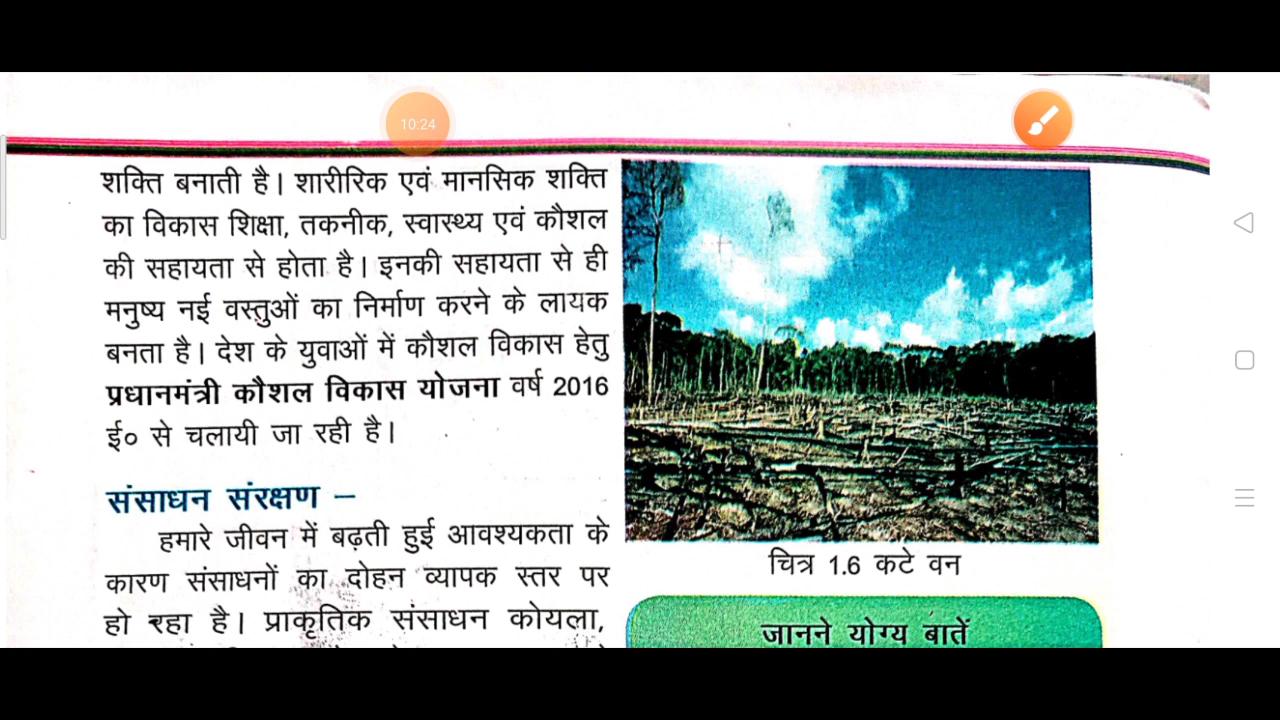 10:24
शक्ति बनाती है। शारीरिक एवं मानसिक शक्ति
का विकास शिक्षा, तकनीक, स्वास्थ्य एवं कौशल
की सहायता से होता है। इनकी सहायता से ही
मनुष्य नई वस्तुओं का निर्माण करने के लायक
बनता है। देश के युवाओं में कौशल विकास हेतु
प्रधानमंत्री कौशल विकास योजना वर्ष 2016
ई० से चलायी जा रही है।
संसाधन संरक्षण –
हमारे जीवन में बढ़ती हुई आवश्यकता के
कारण संसाधनों का दोहन व्यापक स्तर पर
हो रहा है। प्राकृतिक संसाधन कोयला,
चित्र 1.6 कटे वन
जानने योग्य बातें